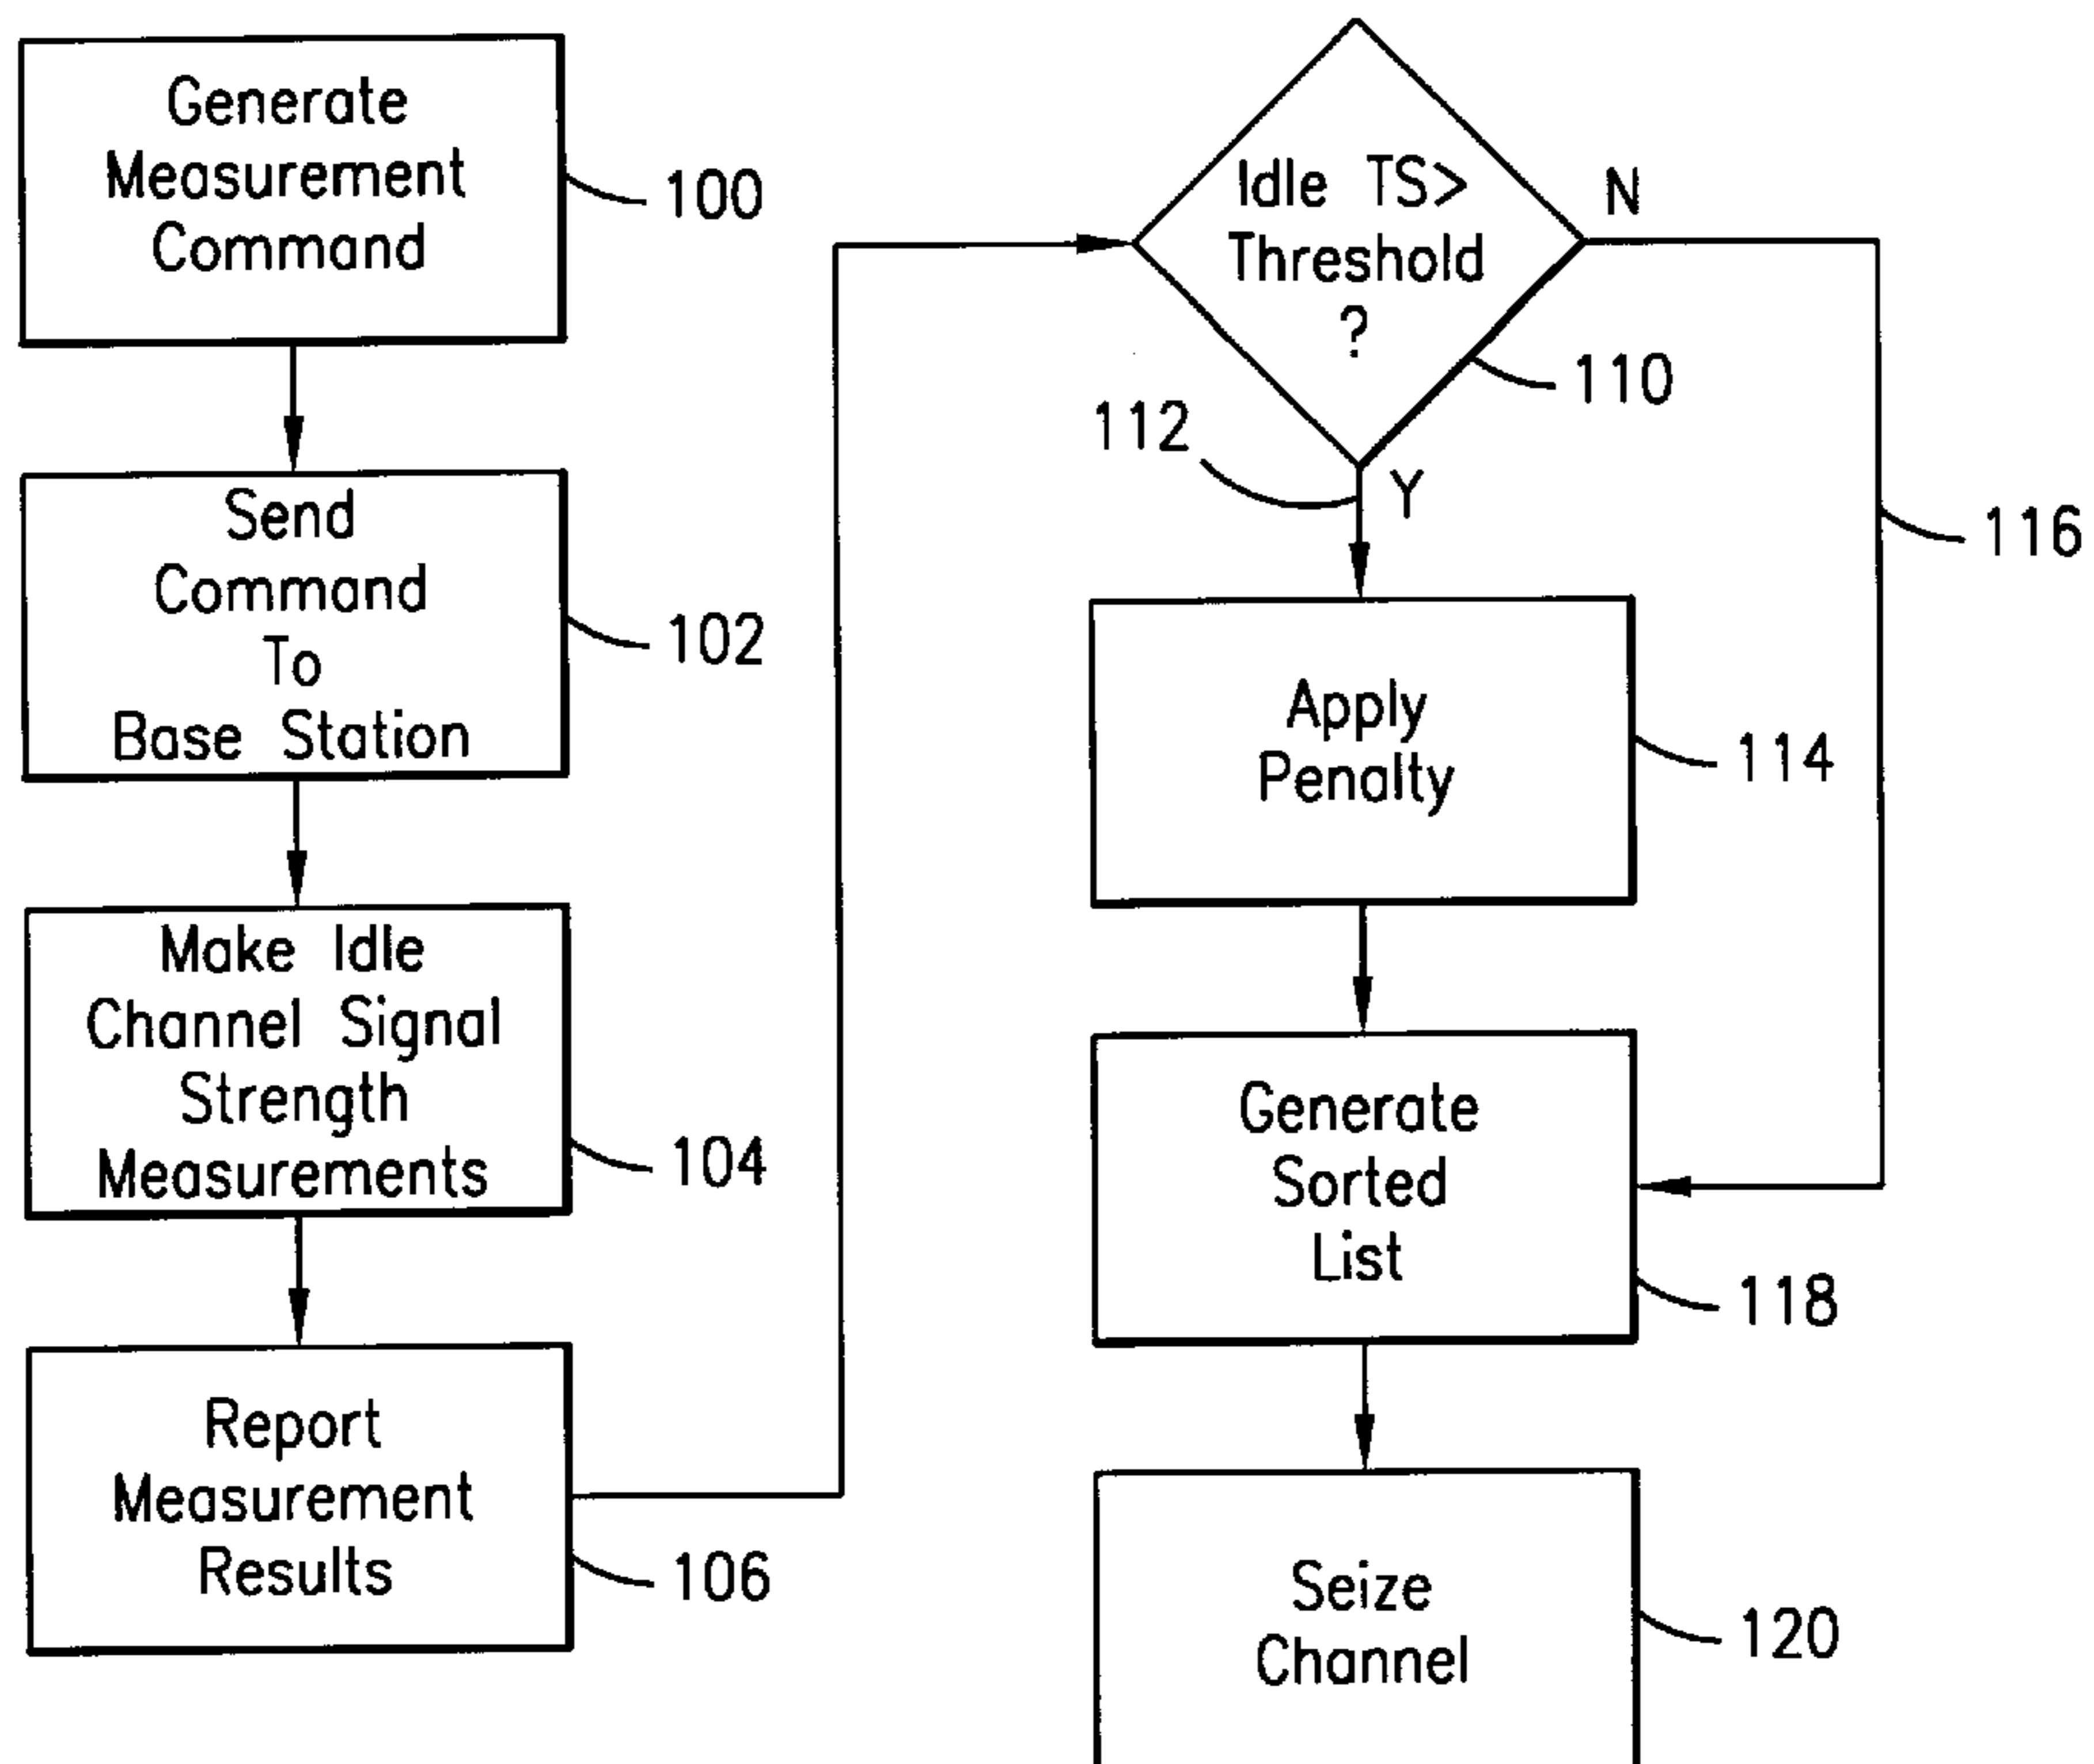 Generate
Measurement
Command
100
Send
Command
To
Base Station
102
Make Idle
Channel Signal
Strength
Measurements
104
Report
Measurement
Results
106
Idle TS>
Threshold
?
N
110
112
Y
116
Apply
Penalty
114
Generate
Sorted
List
118
Seize
Channel
120